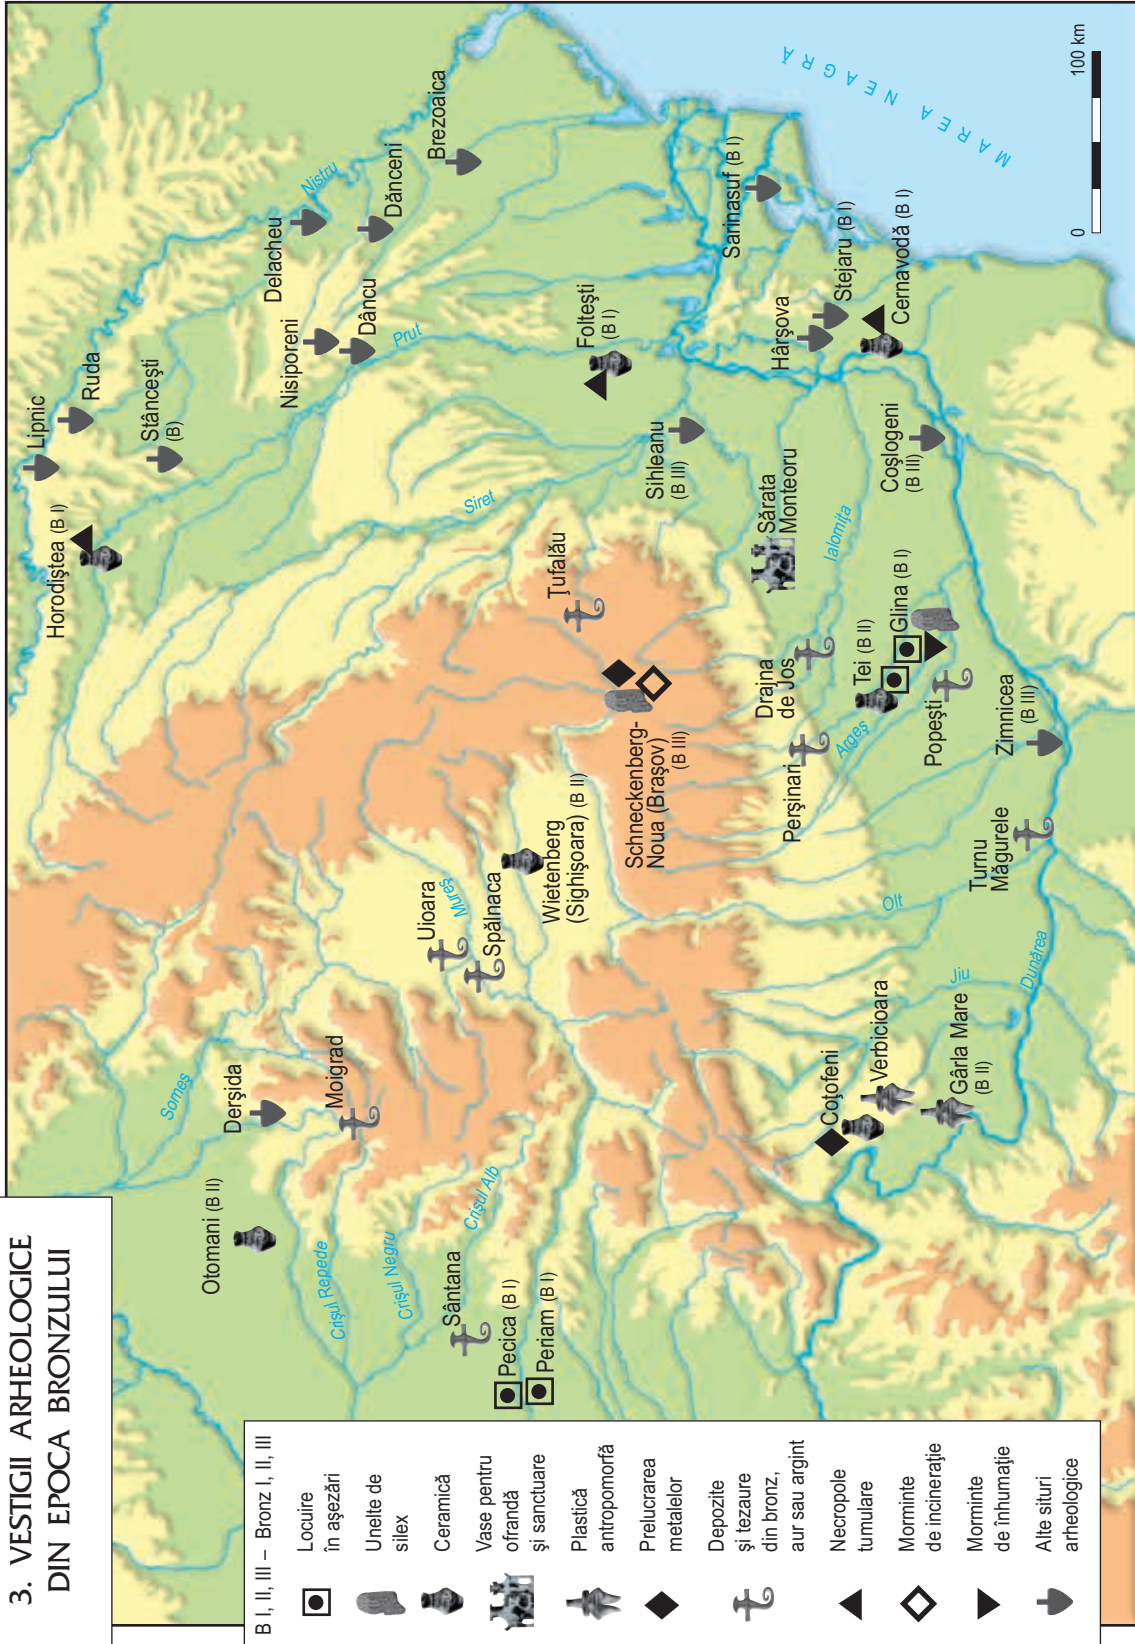 3. VESTIGII ARHEOLOGICE
DIN EPOCA BRONZULUI
B I, II, III – Bronz I, II, III
Locuire
în aşezări
Unelte de
silex
Ceramică
Vase pentru
ofrandă
şi sanctuare
Plastică
antropomorfă
Prelucrarea
metalelor
Depozite
şi tezaure
din bronz,
aur sau argint
Necropole
tumulare
Morminte
de incineraţie
Morminte
de înhumaţie
Alte situri
arheologice
Otomani (B II)
Derşida
Someş
Moigrad
Crişul Repede
Crişul Negru
Crişul Alb
Sântana
Pecica (B I)
Periam (B I)
Uioara
Mureş
Spălnaca
Wietenberg
(Sighişoara) (B II)
Schneckenberg-
Noua (Braşov)
(B III)
Ţufalău
Horodiştea (B I)
Lipnic
Ruda
Stânceşti
(B)
Nisiporeni
Dâncu
Prut
Delacheu
Nistru
Dănceni
Brezoaica
Siret
Folteşti
(B I)
Sihleanu
(B III)
Sărata
Monteoru
Ialomiţa
Sarinasuf (B I)
Hârşova
Stejaru (B I)
Cernavodă (B I)
Coşlogeni
(B III)
Drajna
de Jos
Perşinari
Argeş
Tei (B II)
Glina (B I)
Popeşti
Zimnicea
(B III)
Turnu
Măgurele
Olt
Jiu
Dunărea
Coţofeni
Verbicioara
Gârla Mare
(B II)
MAREA NEAGRĂ
0
100 km